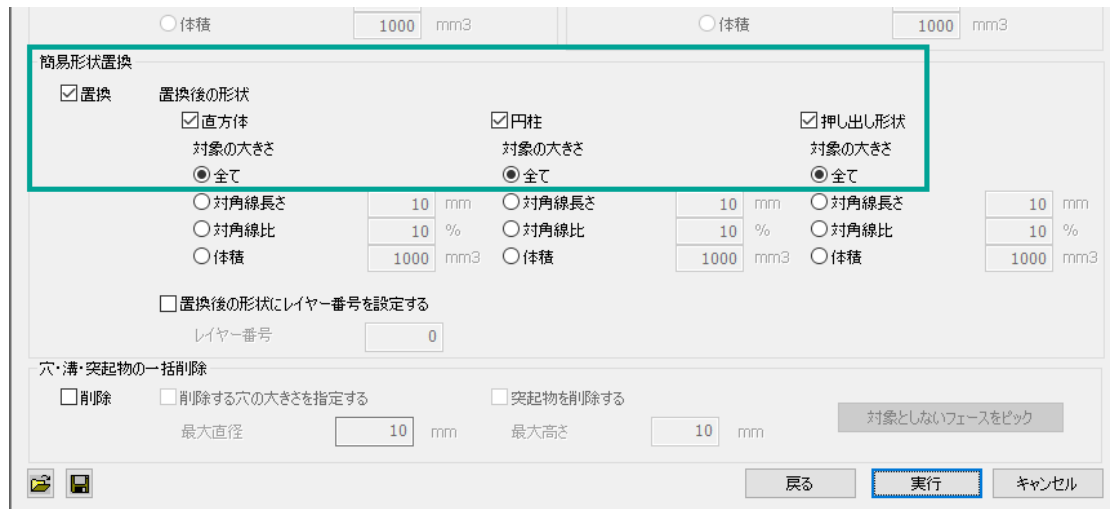 ○体積 1000 mm3 ○体積 1000 mm3
簡易形状置換
置換 置換後の形状
直方体 円柱 押し出し形状
対象の大きさ 対象の大きさ 対象の大きさ
全て 全て 全て
対角線長さ 10 mm 対角線長さ 10 mm 対角線長さ 10 mm
対角線比 10 % 対角線比 10 % 対角線比 10 %
体積 1000 mm3 体積 1000 mm3 体積 1000 mm3
置換後の形状にレイヤー番号を設定する
レイヤー番号 0
穴・溝・突起物の一括削除
削除 削除する穴の大きさを指定する 突起物を削除する
最大直径 10 mm 最大高さ 10 mm 対象としないフェースをピック
戻る 実行 キャンセル